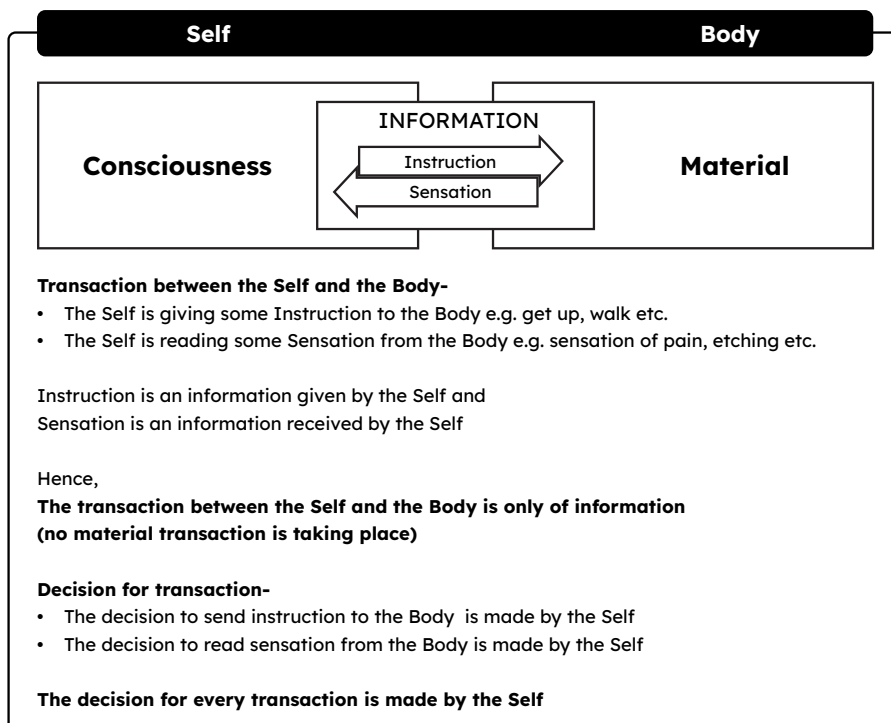 Self Body
INFORMATION
Consciousness Instruction Material
Sensation
Transaction between the Self and the Body-
• The Self is giving some Instruction to the Body e.g. get up, walk etc.
• The Self is reading some Sensation from the Body e.g. sensation of pain, etching etc.
Instruction is an information given by the Self and
Sensation is an information received by the Self
Hence,
The transaction between the Self and the Body is only of information
(no material transaction is taking place)
Decision for transaction-
• The decision to send instruction to the Body is made by the Self
• The decision to read sensation from the Body is made by the Self
The decision for every transaction is made by the Self